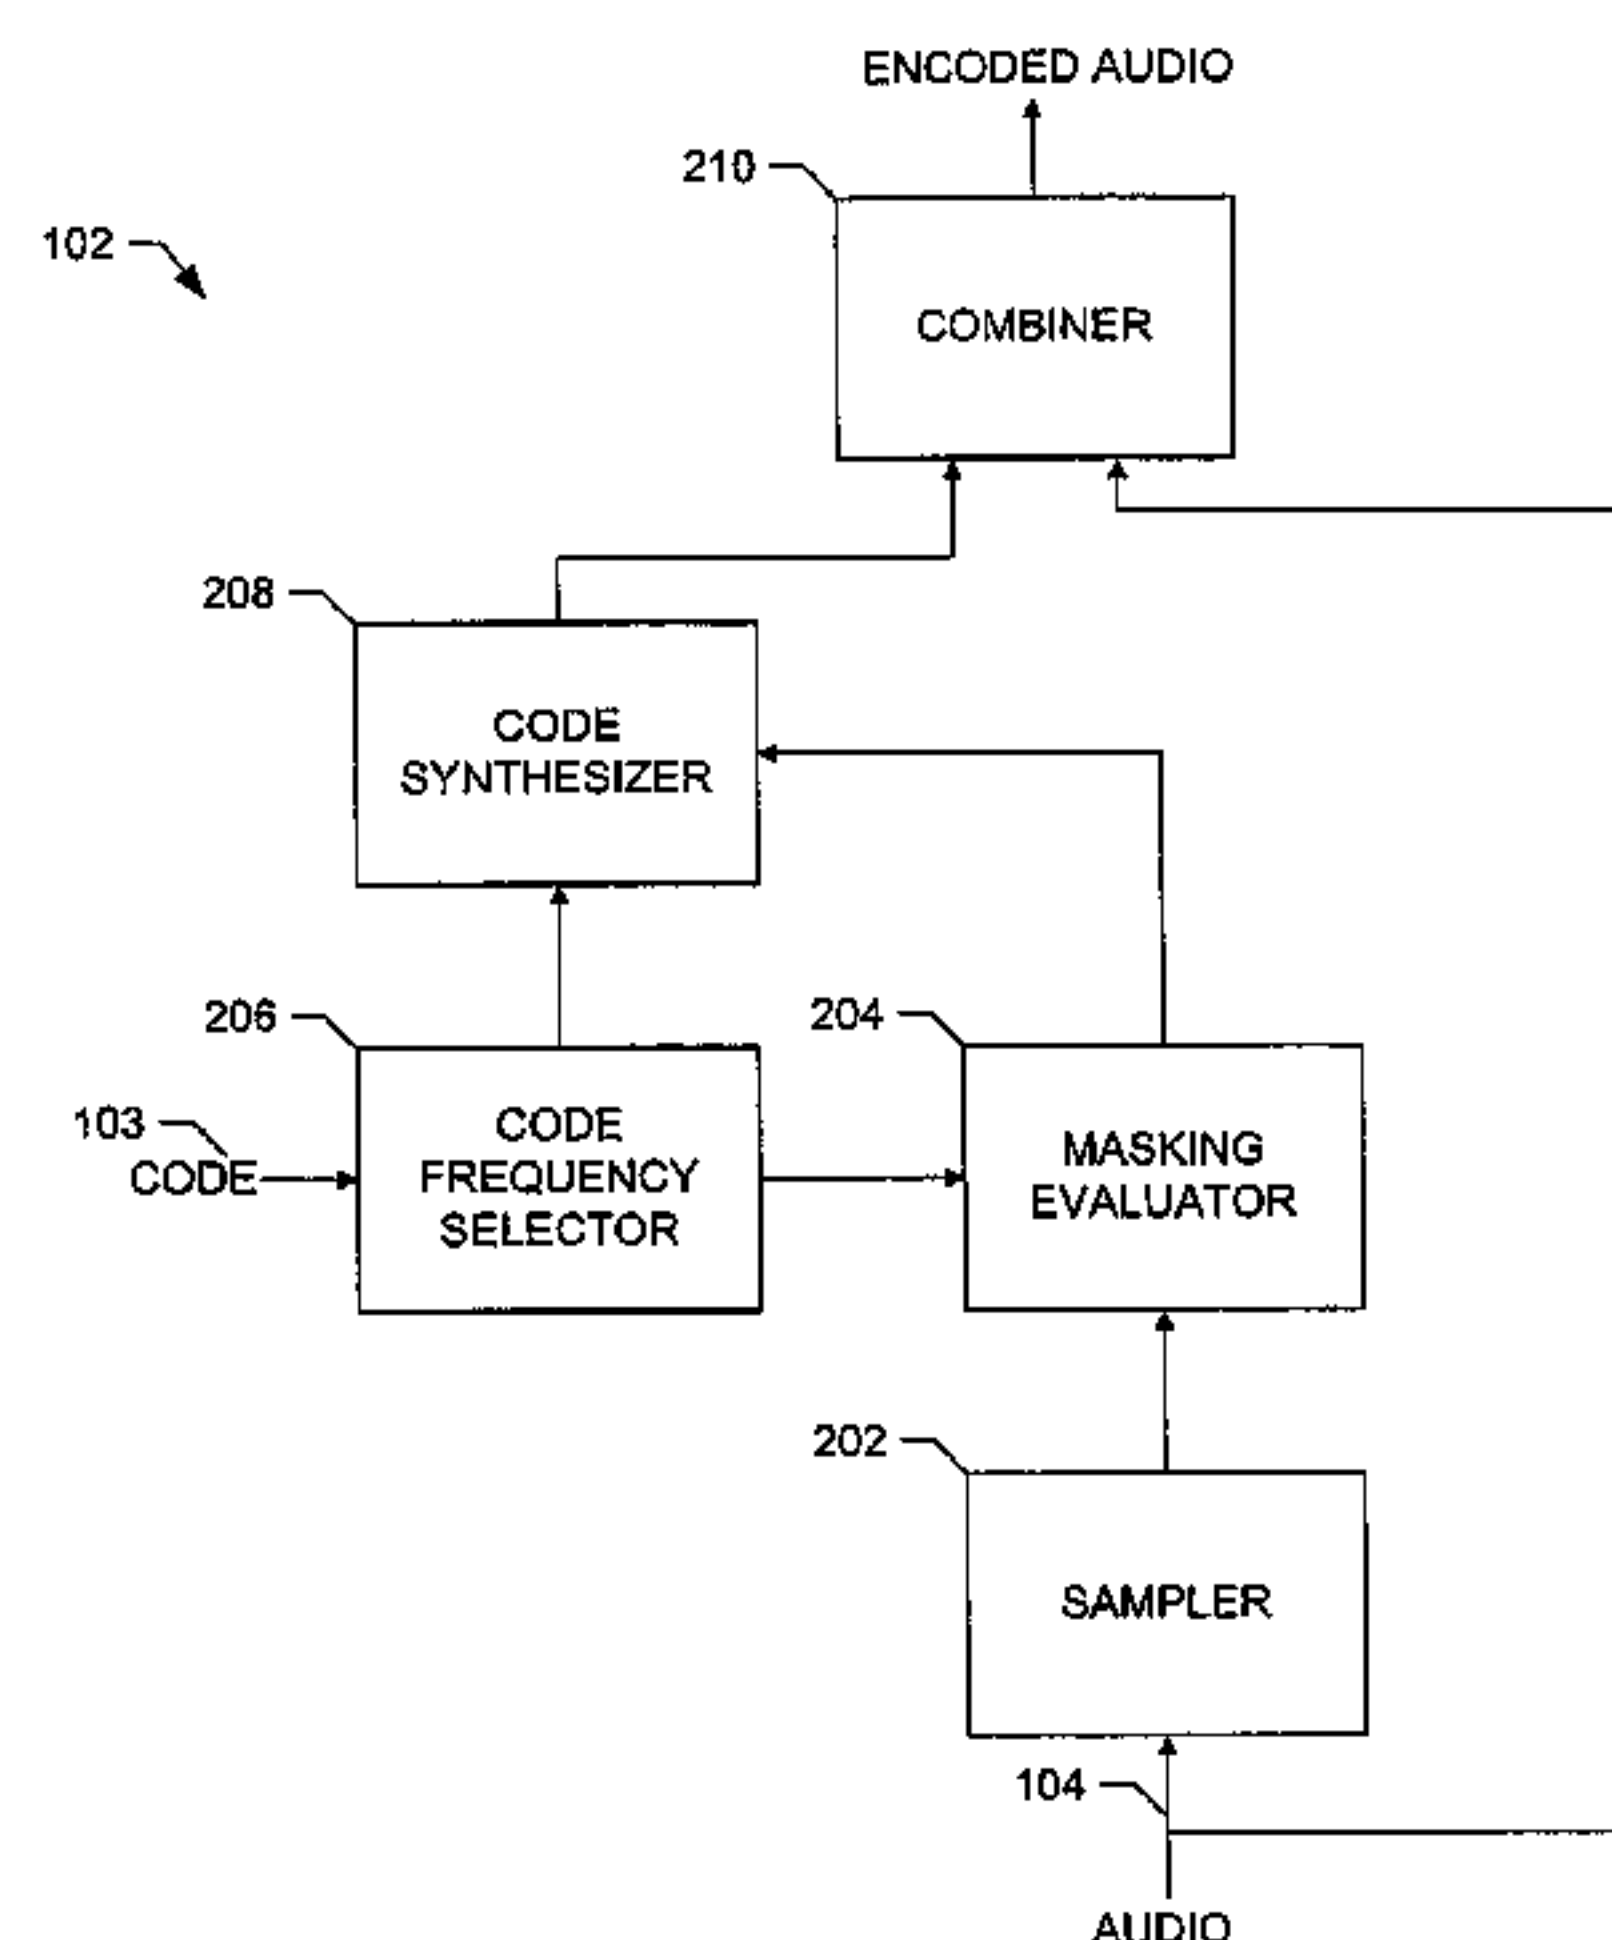 ENCODED AUDIO
210
102
COMBINER
208
CODE
SYNTHESIZER
206
204
103
CODE
CODE
FREQUENCY
SELECTOR
MASKING
EVALUATOR
202
SAMPLER
104
AUDIO